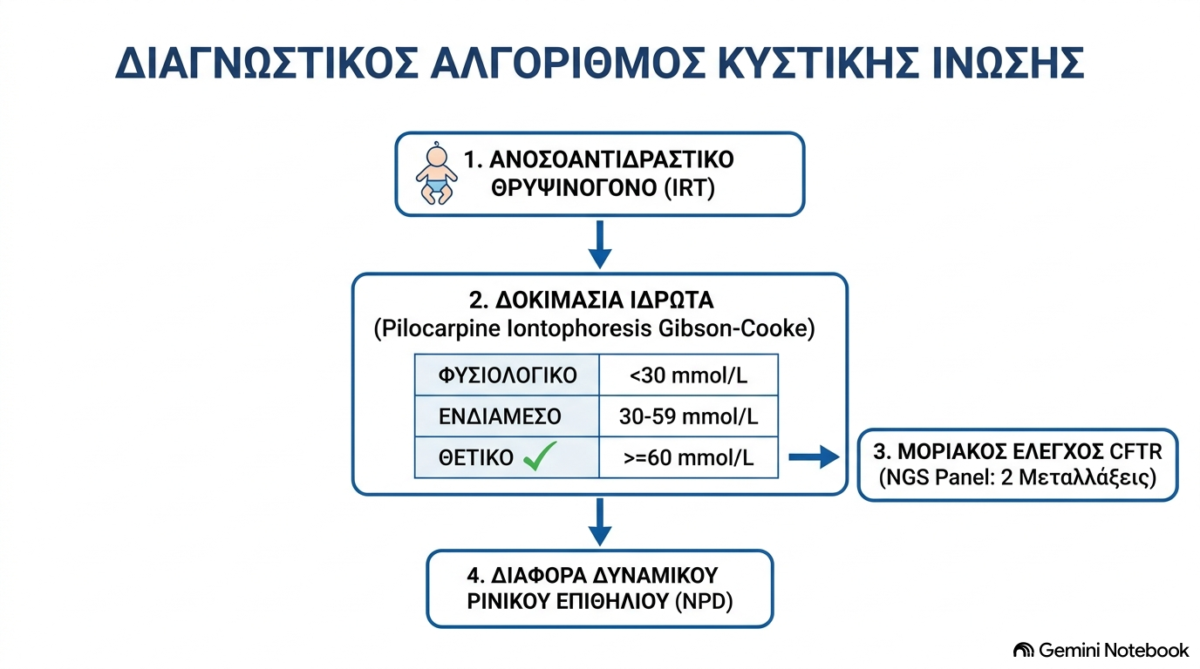 ΔΙΑΓΝΩΣΤΙΚΟΣ ΑΛΓΟΡΙΘΜΟΣ ΚΥΣΤΙΚΗΣ ΙΝΩΣΗΣ
1. ΑΝΟΣΟΑΝΤΙΔΡΑΣΤΙΚΟ
ΘΡΥΨΙΝΟΓΟΝΟ (IRT)
2. ΔΟΚΙΜΑΣΙΑ ΙΔΡΩΤΑ
(Pilocarpine Iontophoresis Gibson-Cooke)
ΦΥΣΙΟΛΟΓΙΚΟ <30 mmol/L
ΕΝΔΙΑΜΕΣΟ 30-59 mmol/L
ΘΕΤΙΚΟ >=60 mmol/L
3. ΜΟΡΙΑΚΟΣ ΕΛΕΓΧΟΣ CFTR
(NGS Panel: 2 Μεταλλάξεις)
4. ΔΙΑΦΟΡΑ ΔΥΝΑΜΙΚΟΥ
ΡΙΝΙΚΟΥ ΕΠΙΘΗΛΙΟΥ (NPD)
Gemini Notebook